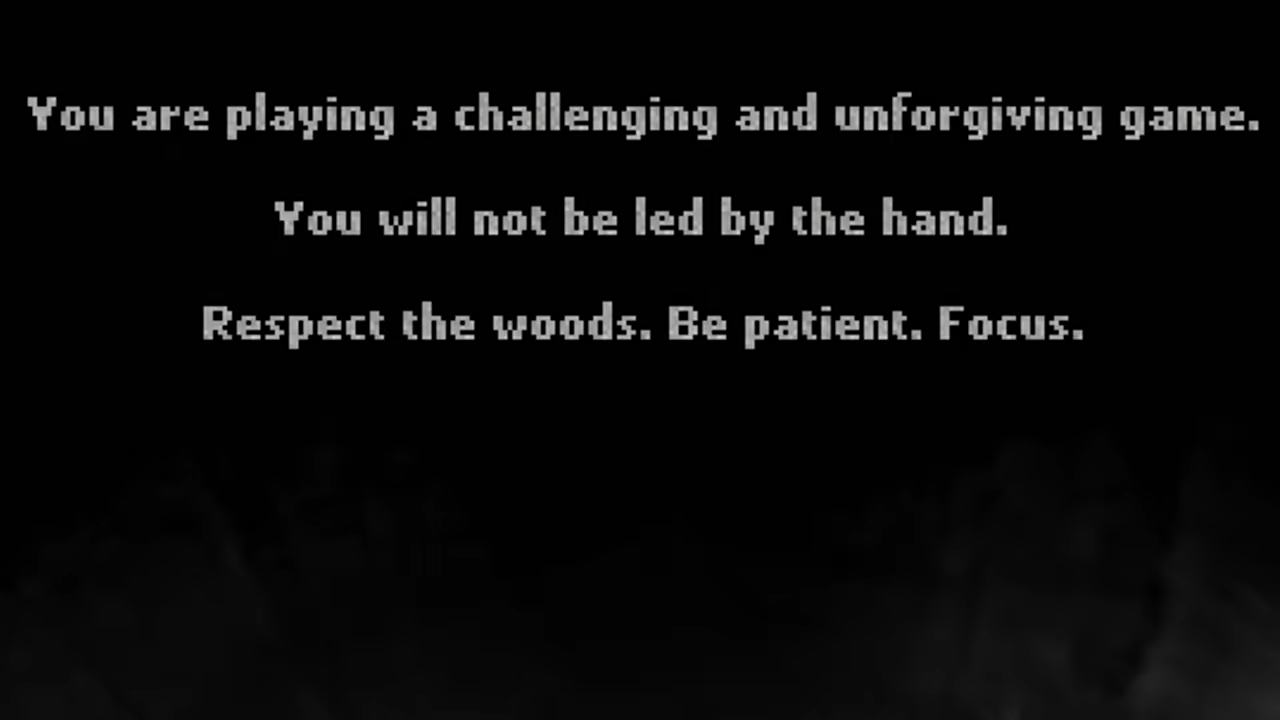 You are playing a challenging and unforgiving game.
You will not be led by the hand.
Respect the woods. Be patient. Focus.